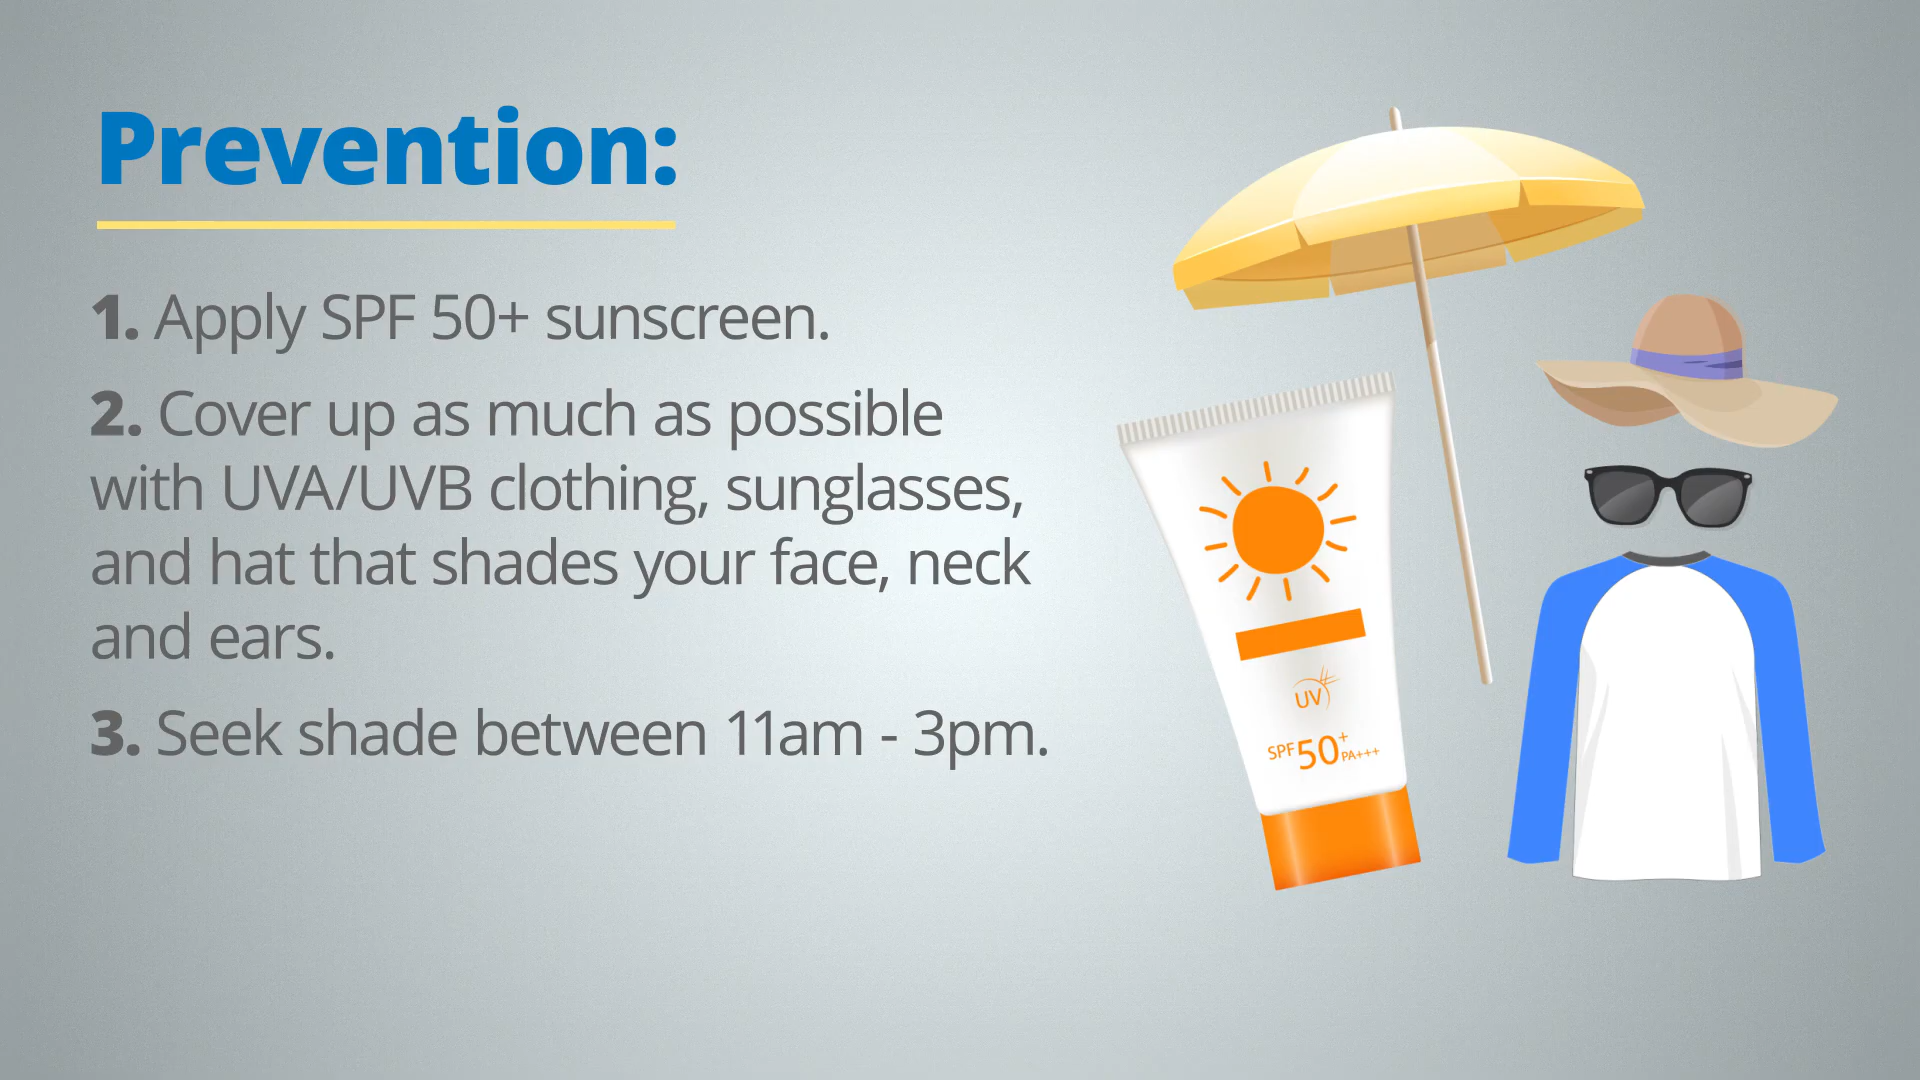 Prevention:
1. Apply SPF 50+ sunscreen.
2. Cover up as much as possible
with UVA/UVB clothing, sunglasses,
and hat that shades your face, neck
and ears.
3. Seek shade between 11am - 3pm.
UV
SPF 50+ PA+++